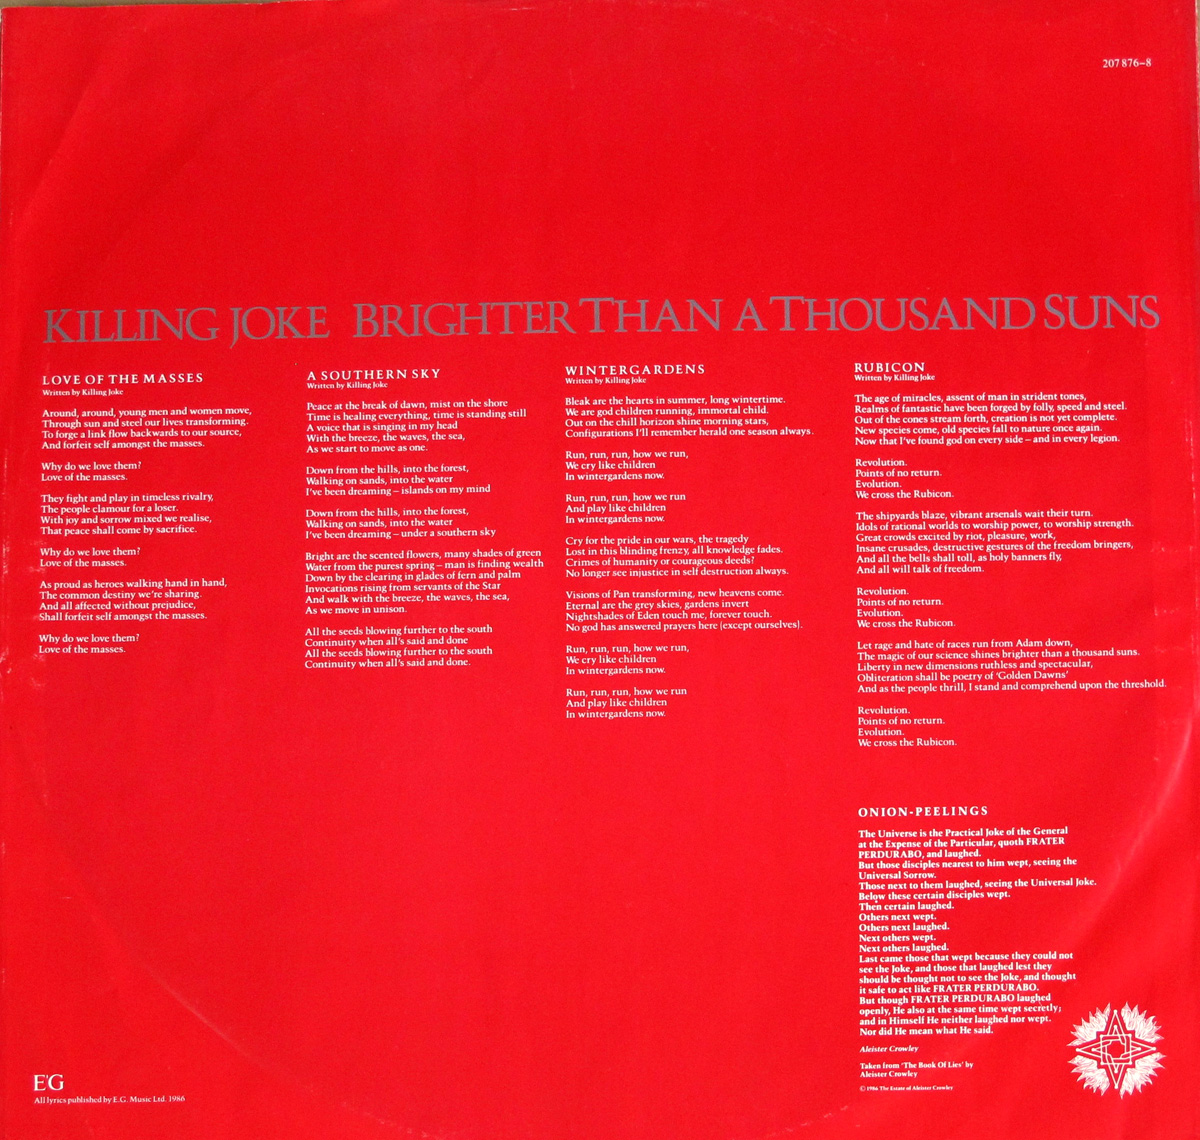 207 876–8
KILLING JOKE BRIGHTER THAN A THOUSAND SUNS
LOVE OF THE MASSES
Written by Killing Joke
Around, around, young men and women move,
Through sun and steel our lives transforming.
To forge a link flow backwards to our source,
And forfeit self amongst the masses.
Why do we love them?
Love of the masses.
They fight and play in timeless rivalry,
The people clamour for a loser.
With joy and sorrow mixed we realise,
That peace shall come by sacrifice.
Why do we love them?
Love of the masses.
As proud as heroes walking hand in hand,
The common destiny we're sharing.
And all affected without prejudice,
Shall forfeit self amongst the masses.
Why do we love them?
Love of the masses.
A SOUTHERN SKY
Written by Killing Joke
Peace at the break of dawn, mist on the shore
Time is healing everything, time is standing still
A voice that is singing in my head
With the breeze, the waves, the sea,
As we start to move as one.
Down from the hills, into the forest,
Walking on sands, into the water
I've been dreaming – islands on my mind
Down from the hills, into the forest,
Walking on sands, into the water
I've been dreaming – under a southern sky
Bright are the scented flowers, many shades of green
Water from the purest spring – man is finding wealth
Down by the clearing in glades of fern and palm
Invocations rising from servants of the Star
And walk with the breeze, the waves, the sea,
As we move in unison.
All the seeds blowing further to the south
Continuity when all's said and done
All the seeds blowing further to the south
Continuity when all's said and done.
WINTERGARDENS
Written by Killing Joke
Bleak are the hearts in summer, long wintertime.
We are god children running, immortal child.
Out on the chill horizon shine morning stars,
Configurations I'll remember herald one season always.
Run, run, run, how we run,
We cry like children
In wintergardens now.
Run, run, run, how we run
And play like children
In wintergardens now.
Cry for the pride in our wars, the tragedy
Lost in this blinding frenzy, all knowledge fades.
Crimes of humanity or courageous deeds?
No longer see injustice in self destruction always.
Visions of Pan transforming, new heavens come.
Eternal are the grey skies, gardens invert
Nightshades of Eden touch me, forever touch.
No god has answered prayers here [except ourselves].
Run, run, run, how we run,
We cry like children
In wintergardens now.
Run, run, run, how we run
And play like children
In wintergardens now.
RUBICON
Written by Killing Joke
The age of miracles, assent of man in strident tones,
Realms of fantastic have been forged by folly, speed and steel.
Out of the cones stream forth, creation is not yet complete.
New species come, old species fall to nature once again.
Now that I've found god on every side – and in every legion.
Revolution.
Points of no return.
Evolution.
We cross the Rubicon.
The shipyards blaze, vibrant arsenals wait their turn.
Idols of rational worlds to worship power, to worship strength.
Great crowds excited by riot, pleasure, work,
Insane crusades, destructive gestures of the freedom bringers,
And all the bells shall toll, as holy banners fly,
And all will talk of freedom.
Revolution.
Points of no return.
Evolution.
We cross the Rubicon.
Let rage and hate of races run from Adam down,
The magic of our science shines brighter than a thousand suns.
Liberty in new dimensions ruthless and spectacular,
Obliteration shall be poetry of 'Golden Dawns'
And as the people thrill, I stand and comprehend upon the threshold.
Revolution.
Points of no return.
Evolution.
We cross the Rubicon.
ONION-PEELINGS
The Universe is the Practical Joke of the General
at the Expense of the Particular, quoth FRATER
PERDURABO, and laughed.
But those disciples nearest to him wept, seeing the
Universal Sorrow.
Those next to them laughed, seeing the Universal Joke.
Below these certain disciples wept.
Then certain laughed.
Others next wept.
Others next laughed.
Next others wept.
Next others laughed.
Last came those that wept because they could not
see the Joke, and those that laughed lest they
should be thought not to see the Joke, and thought
it safe to act like FRATER PERDURABO.
But though FRATER PERDURABO laughed
openly, He also at the same time wept secretly;
and in Himself He neither laughed nor wept.
Nor did He mean what He said.
Aleister Crowley
Taken from 'The Book Of Lies' by
Aleister Crowley
© 1986 The Estate of Aleister Crowley
E'G
All lyrics published by E.G. Music Ltd. 1986